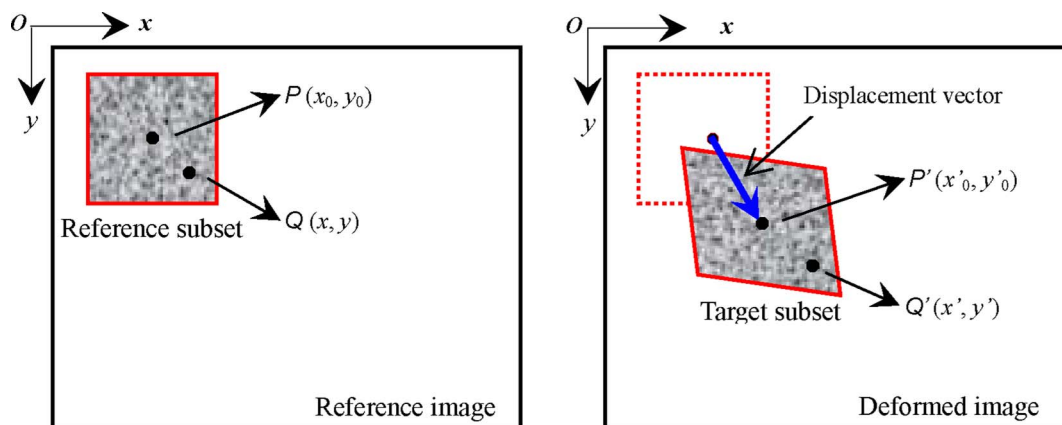 O x
y
P (x₀, y₀)
Q (x, y)
Reference subset
Reference image
O x
y
Displacement vector
P’ (x’₀, y’₀)
Q’ (x’, y’)
Target subset
Deformed image